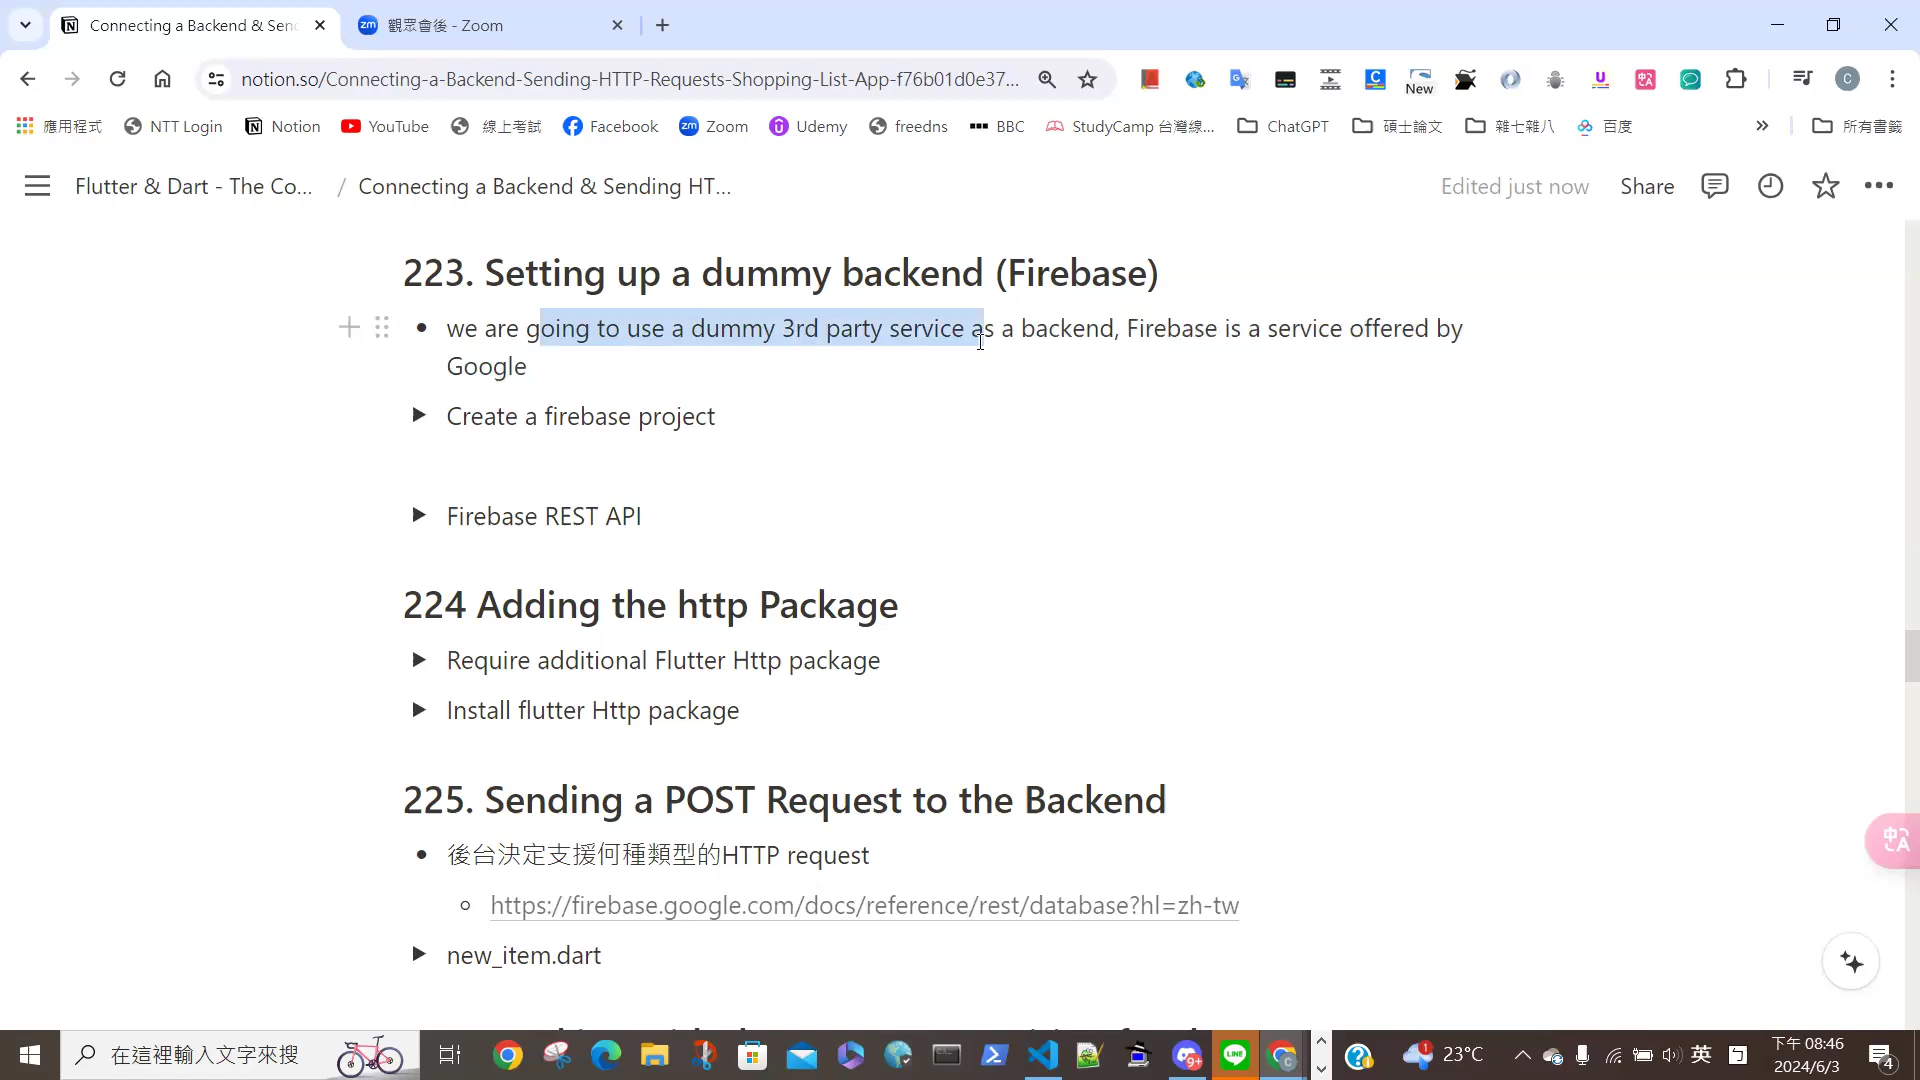 Connecting a Backend & Senc
觀眾會後 - Zoom
notion.so/Connecting-a-Backend-Sending-HTTP-Requests-Shopping-List-App-f76b01d0e37...
New
C
應用程式
NTT Login
Notion
YouTube
線上考試
Facebook
Zoom
Udemy
freedns
BBC
StudyCamp 台灣線...
ChatGPT
碩士論文
雜七雜八
百度
所有書籤
Flutter & Dart - The Co...
/
Connecting a Backend & Sending HT...
Edited just now
Share
223. Setting up a dummy backend (Firebase)
we are going to use a dummy 3rd party service as a backend, Firebase is a service offered by
Google
Create a firebase project
Firebase REST API
224 Adding the http Package
Require additional Flutter Http package
Install flutter Http package
225. Sending a POST Request to the Backend
後台決定支援何種類型的HTTP request
https://firebase.google.com/docs/reference/rest/database?hl=zh-tw
new_item.dart
在這裡輸入文字來搜
9+
LINE
1
23°C
英
下午 08:46
2024/6/3
4